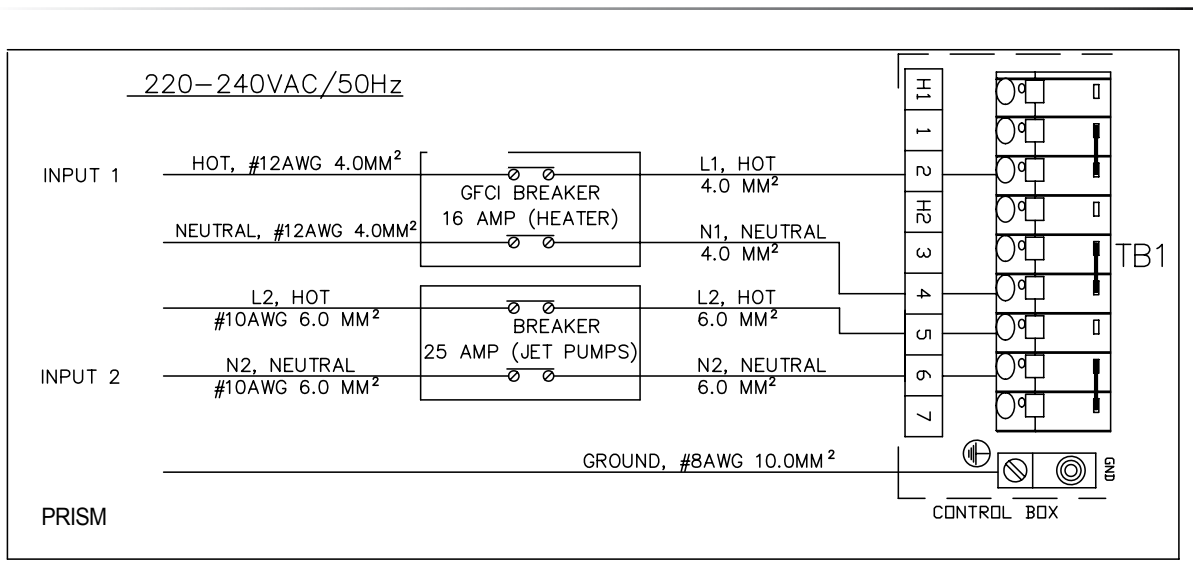 220-240VAC/50Hz
INPUT 1
HOT, #12AWG 4.0MM²
NEUTRAL, #12AWG 4.0MM²
GFCI BREAKER
16 AMP (HEATER)
L1, HOT
4.0 MM²
N1, NEUTRAL
4.0 MM²
INPUT 2
L2, HOT
#10AWG 6.0 MM²
N2, NEUTRAL
#10AWG 6.0 MM²
BREAKER
25 AMP (JET PUMPS)
L2, HOT
6.0 MM²
N2, NEUTRAL
6.0 MM²
GROUND, #8AWG 10.0MM²
H1
1
2
H2
3
4
5
6
7
TB1
GND
CONTROL BOX
PRISM